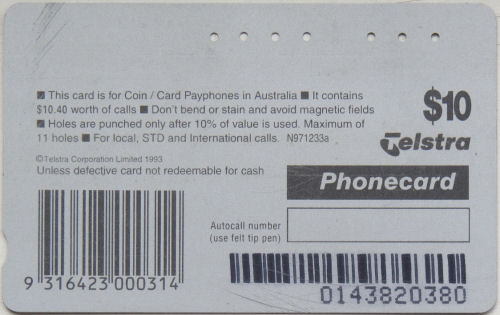 ■ This card is for Coin / Card Payphones in Australia ■ It contains
$10.40 worth of calls ■ Don't bend or stain and avoid magnetic fields
■ Holes are punched only after 10% of value is used. Maximum of
11 holes ■ For local, STD and International calls. N971233a
©Telstra Corporation Limited 1993
Unless defective card not redeemable for cash
$10
Telstra
Phonecard
Autocall number
(use felt tip pen)
9 316423 000314
0143820380